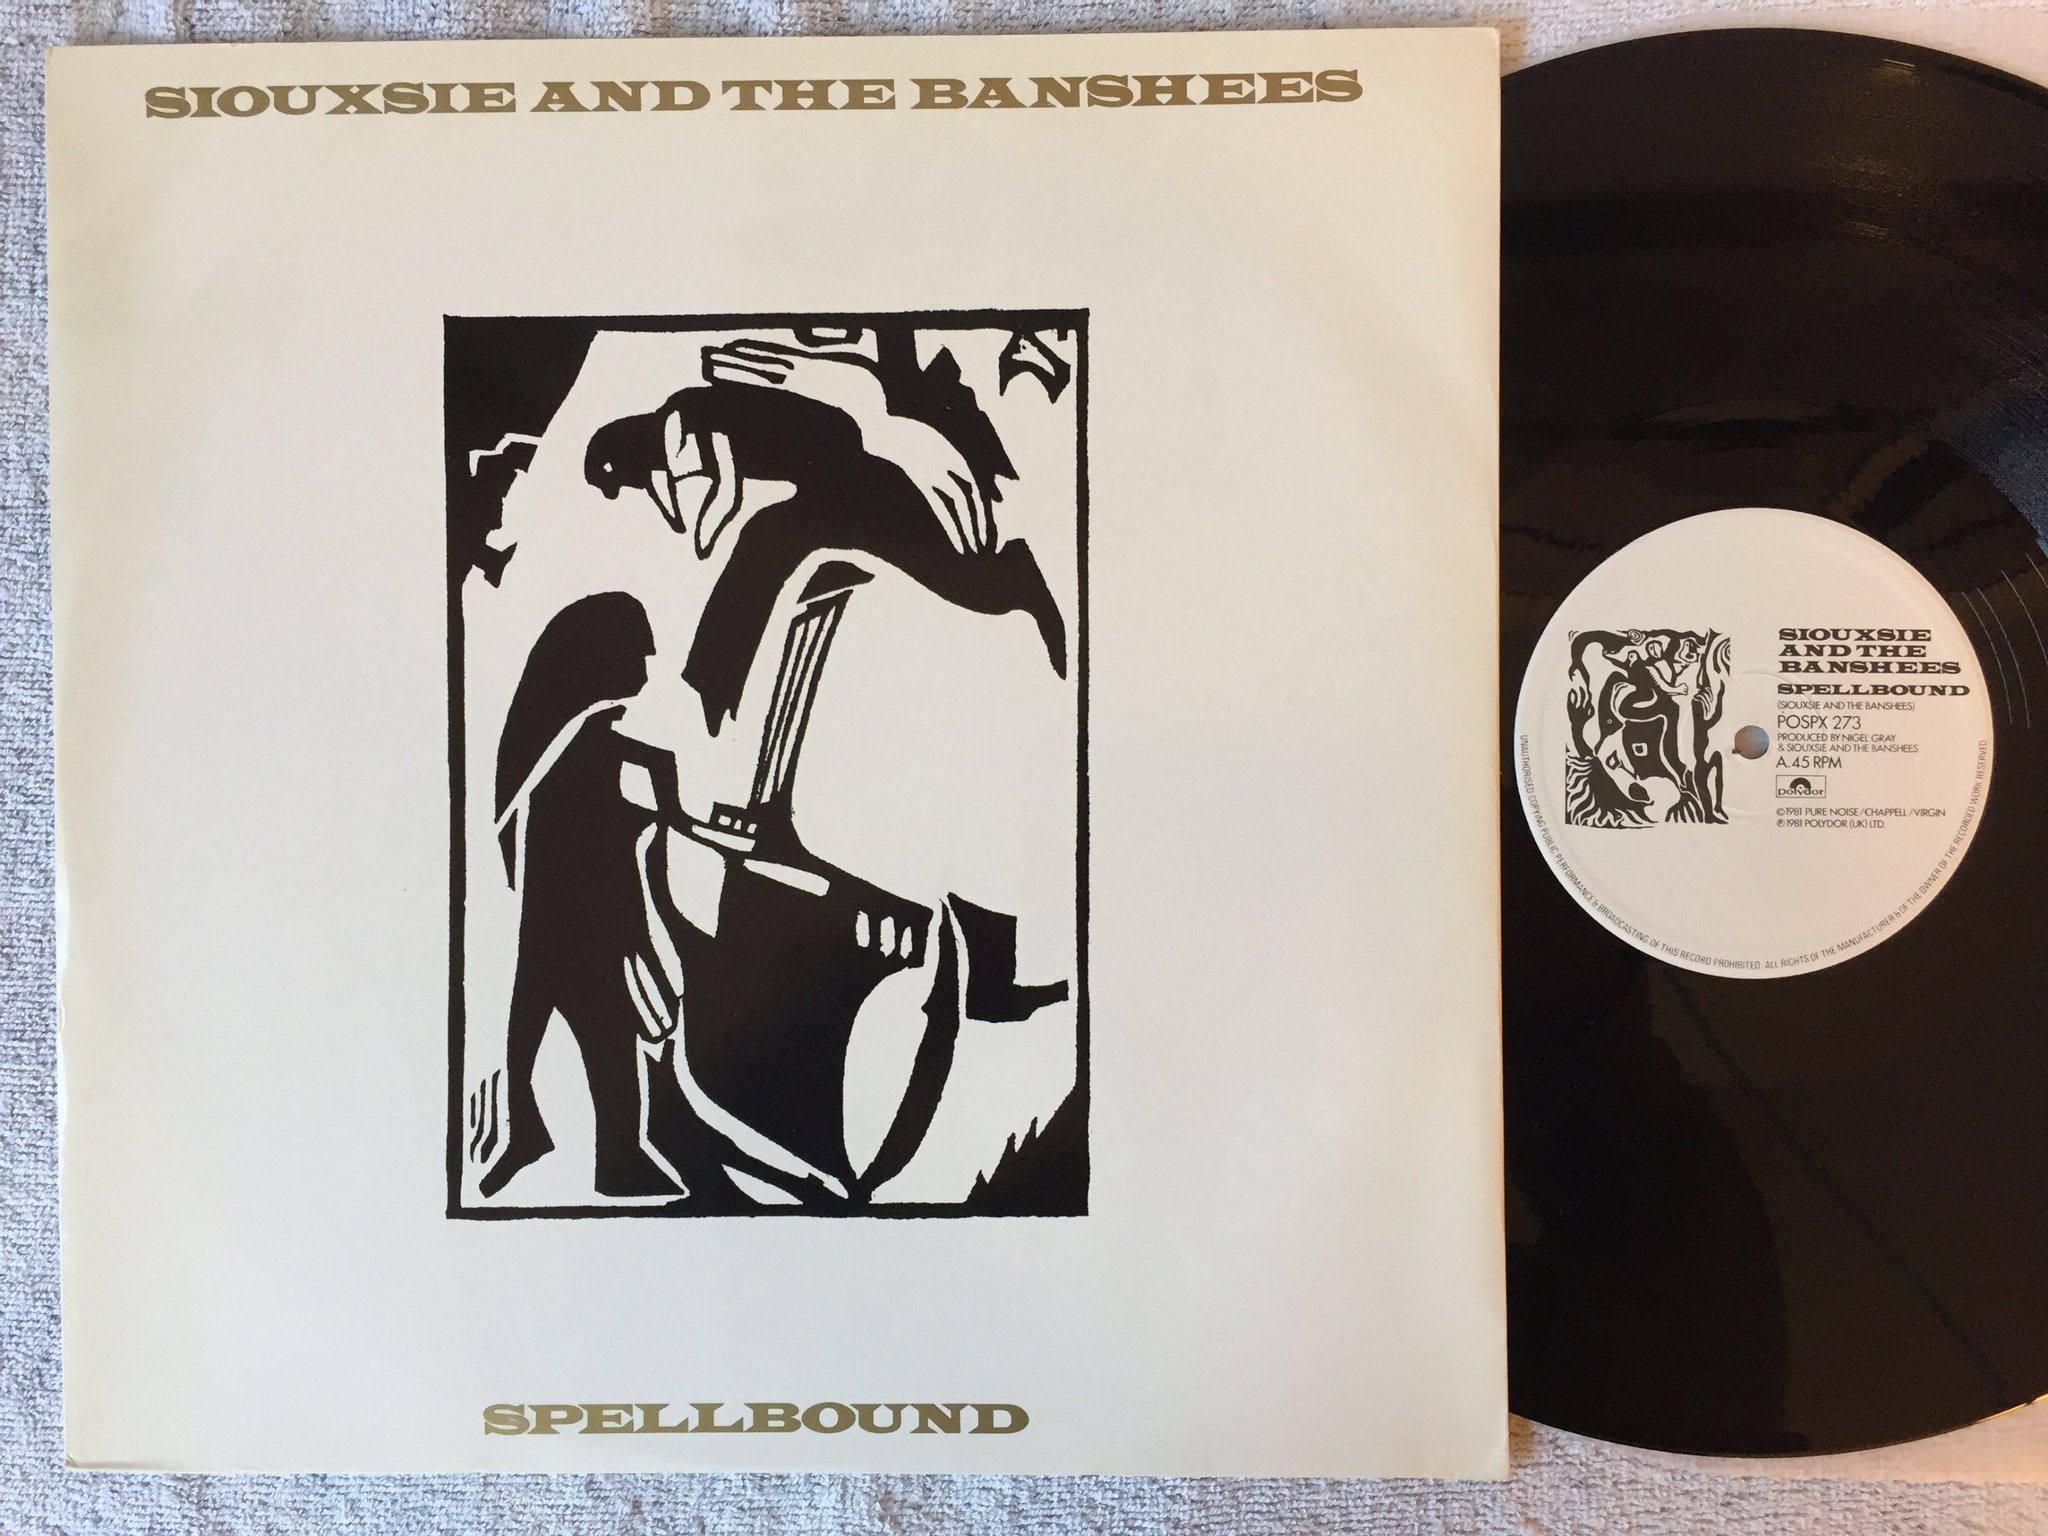 SIOUXSIE AND THE BANSHEES
SPELLBOUND
SIOUXSIE
AND THE
BANSHEES
SPELLBOUND
(SIOUXSIE AND THE BANSHEES)
POSPX 273
PRODUCED BY NIGEL GRAY
& SIOUXSIE AND THE BANSHEES
A. 45 RPM
polydor
©1981 PURE NOISE/CHAPPELL/VIRGIN
℗1981 POLYDOR (UK) LTD.
UNAUTHORISED COPYING PUBLIC PERFORMANCE & BROADCASTING OF THIS RECORD PROHIBITED. ALL RIGHTS OF THE MANUFACTURER & OF THE OWNER OF THE RECORDED WORK RESERVED